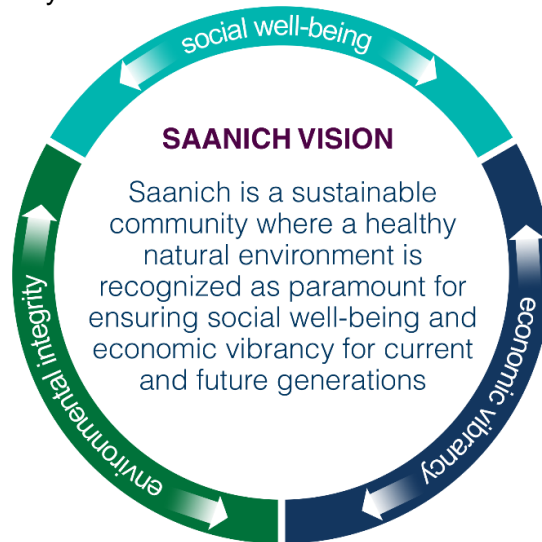 social well-being
SAANICH VISION
Saanich is a sustainable
community where a healthy
natural environment is
recognized as paramount for
ensuring social well-being and
economic vibrancy for current
and future generations
environmental integrity
economic vibrancy